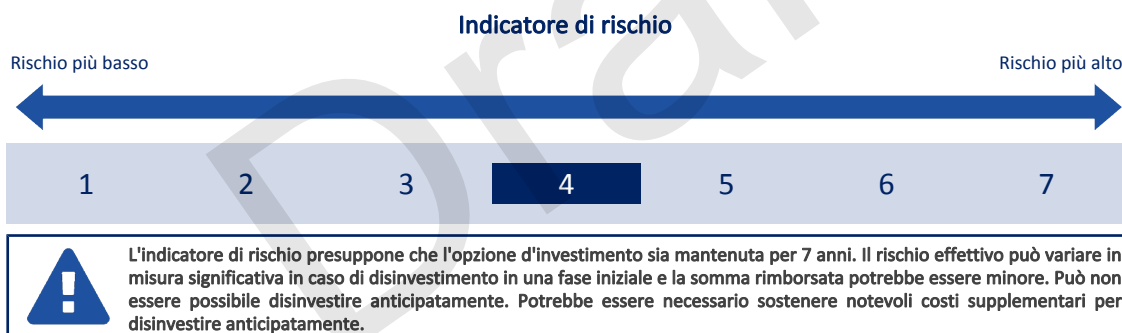 Indicatore di rischio
Rischio più basso
Rischio più alto
1 2 3 4 5 6 7
L'indicatore di rischio presuppone che l'opzione d'investimento sia mantenuta per 7 anni. Il rischio effettivo può variare in
misura significativa in caso di disinvestimento in una fase iniziale e la somma rimborsata potrebbe essere minore. Può non
essere possibile disinvestire anticipatamente. Potrebbe essere necessario sostenere notevoli costi supplementari per
disinvestire anticipatamente.